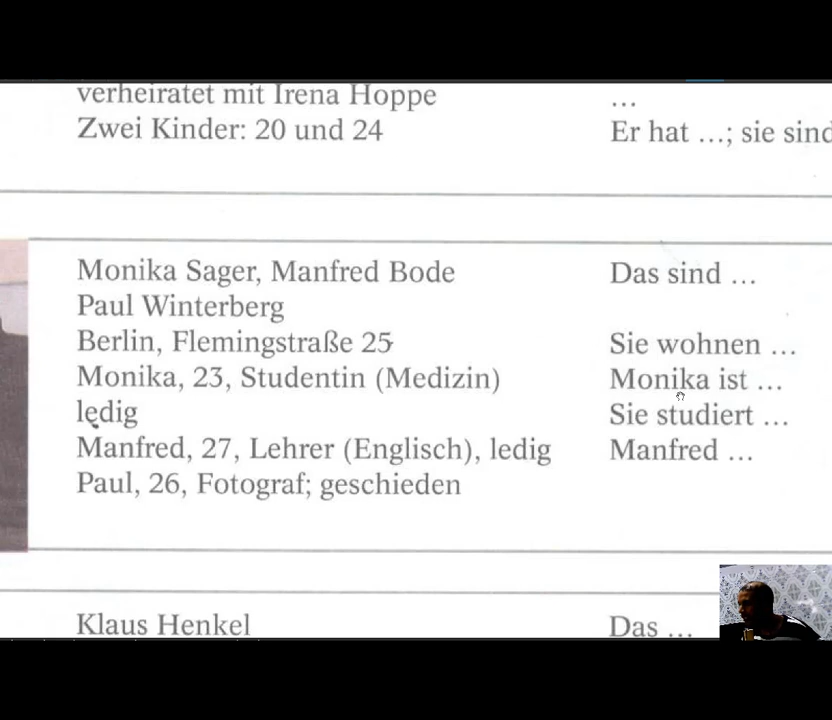 verheiratet mit Irena Hoppe
...
Zwei Kinder: 20 und 24
Er hat ...; sie sind
Monika Sager, Manfred Bode
Das sind ...
Paul Winterberg
Berlin, Flemingstraße 25
Sie wohnen ...
Monika, 23, Studentin (Medizin)
Monika ist ...
ledig
Sie studiert ...
Manfred, 27, Lehrer (Englisch), ledig
Manfred ...
Paul, 26, Fotograf; geschieden
Klaus Henkel
Das ...